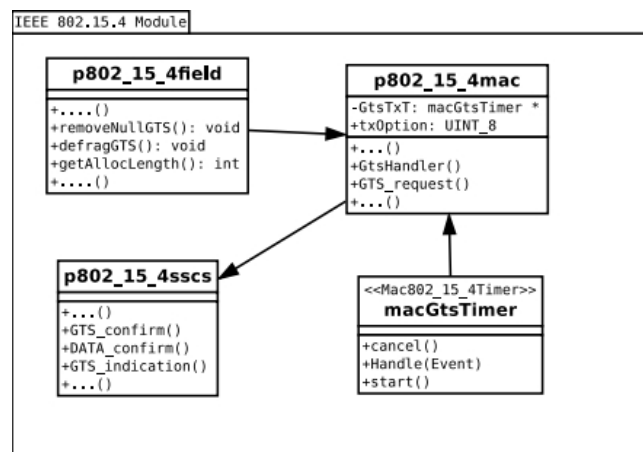 IEEE 802.15.4 Module
p802_15_4field
+....()
+removeNullGTS(): void
+defragGTS(): void
+getAllocLength(): int
+....()
p802_15_4mac
-GtsTxT: macGtsTimer *
+txOption: UINT_8
+...()
+GtsHandler()
+GTS_request()
+...()
p802_15_4sscs
+...()
+GTS_confirm()
+DATA_confirm()
+GTS_indication()
+...()
<<Mac802_15_4Timer>>
macGtsTimer
+cancel()
+Handle(Event)
+start()